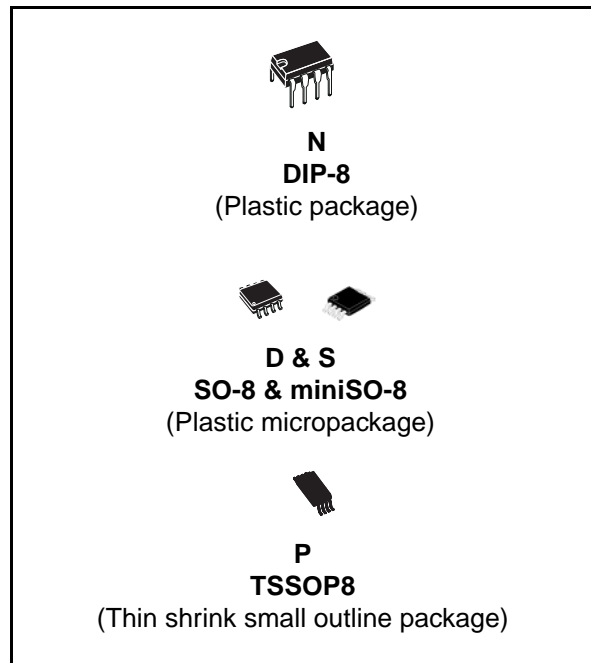 N
DIP-8
(Plastic package)
D & S
SO-8 & miniSO-8
(Plastic micropackage)
P
TSSOP8
(Thin shrink small outline package)